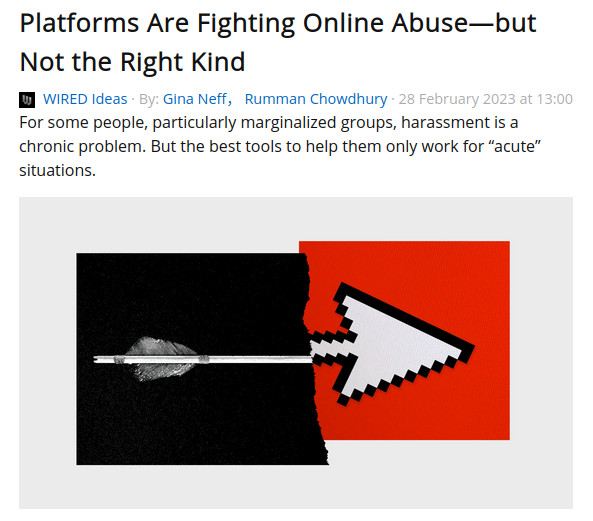 Platforms Are Fighting Online Abuse—but
Not the Right Kind
WIRED Ideas · By: Gina Neff, Rumman Chowdhury · 28 February 2023 at 13:00
For some people, particularly marginalized groups, harassment is a
chronic problem. But the best tools to help them only work for “acute”
situations.